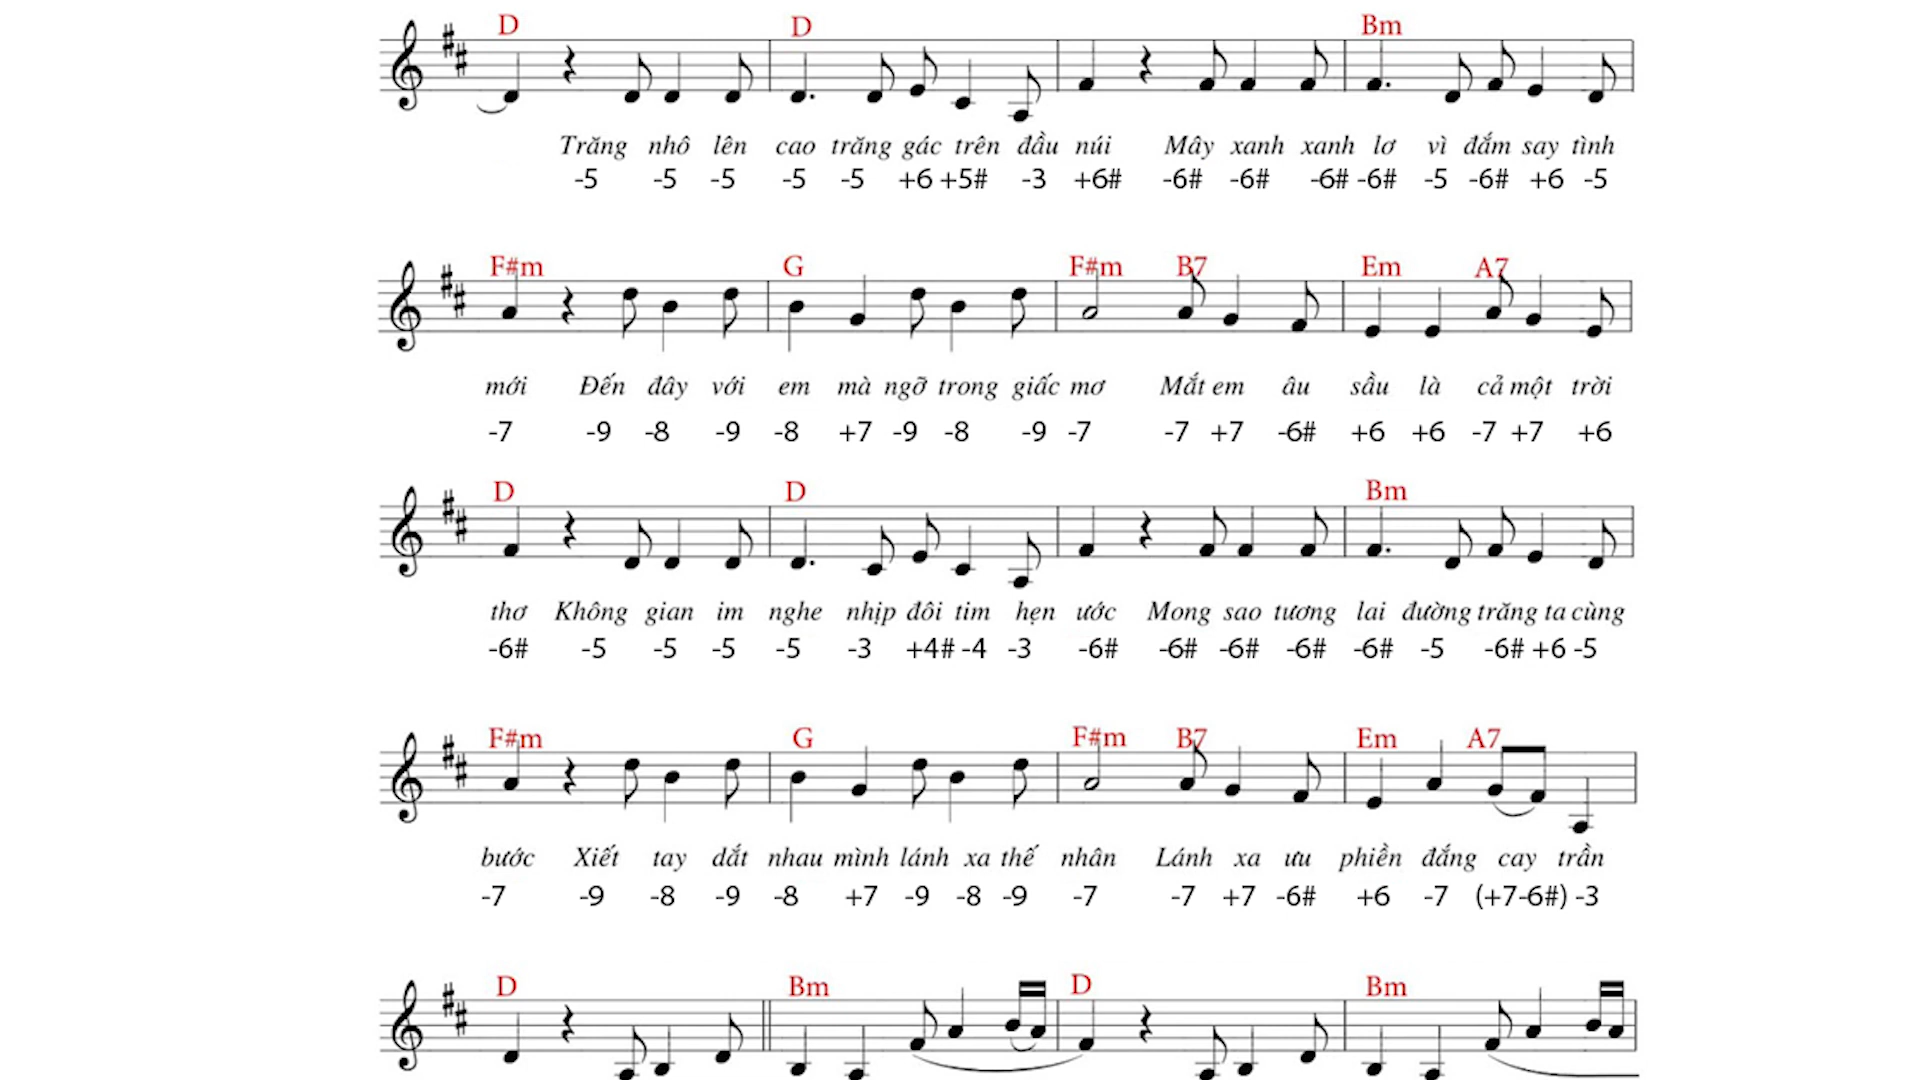 D D Bm
Trăng nhô lên cao trăng gác trên đầu núi Mây xanh xanh lơ vì đắm say tình
-5 -5 -5 -5 -5 +6 +5# -3 +6# -6# -6# -6# -6# -5 -6# +6 -5
F#m G F#m B7 Em A7
mới Đến đây với em mà ngỡ trong giấc mơ Mắt em âu sầu là cả một trời
-7 -9 -8 -9 -8 +7 -9 -8 -9 -7 -7 +7 -6# +6 +6 -7 +7 +6
D D Bm
thơ Không gian im nghe nhịp đôi tim hẹn ước Mong sao tương lai đường trăng ta cùng
-6# -5 -5 -5 -5 -3 +4# -4 -3 -6# -6# -6# -6# -6# -5 -6# +6 -5
F#m G F#m B7 Em A7
bước Xiết tay dắt nhau mình lánh xa thế nhân Lánh xa ưu phiền đắng cay trần
-7 -9 -8 -9 -8 +7 -9 -8 -9 -7 -7 +7 -6# +6 -7 (+7-6#) -3
D Bm D Bm